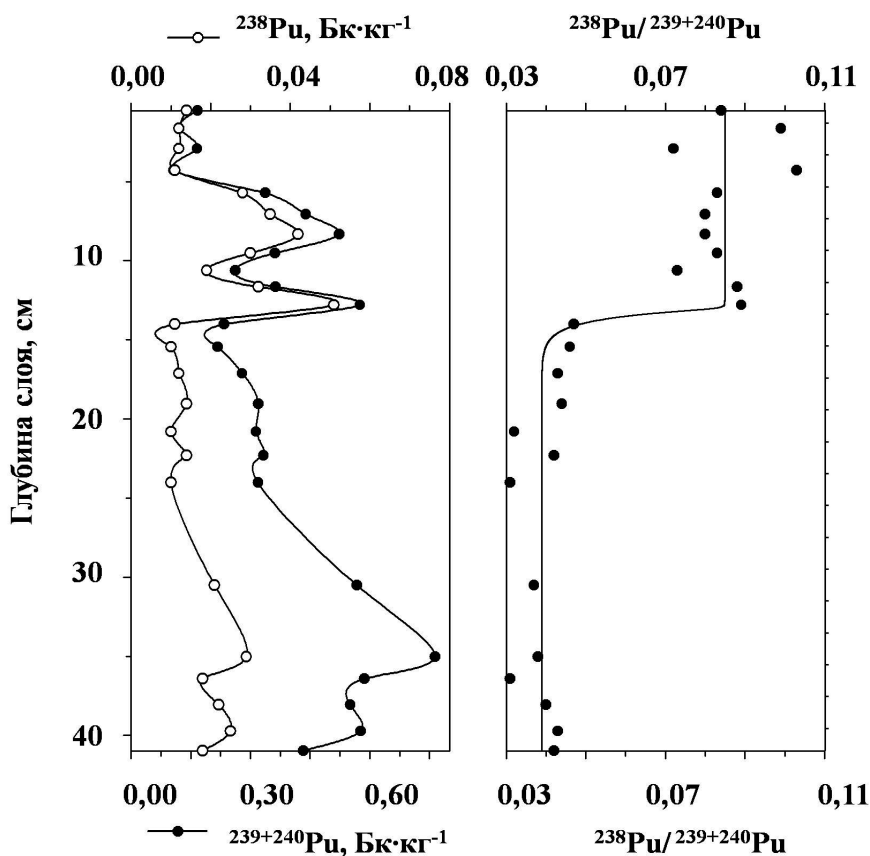 ²³⁸Pu, Бк·кг⁻¹ ²³⁸Pu/²³⁹⁺²⁴⁰Pu
0,00 0,04 0,08 0,03 0,07 0,11
Глубина слоя, см
10
20
30
40
0,00 0,30 0,60 0,03 0,07 0,11
²³⁹⁺²⁴⁰Pu, Бк·кг⁻¹ ²³⁸Pu/²³⁹⁺²⁴⁰Pu